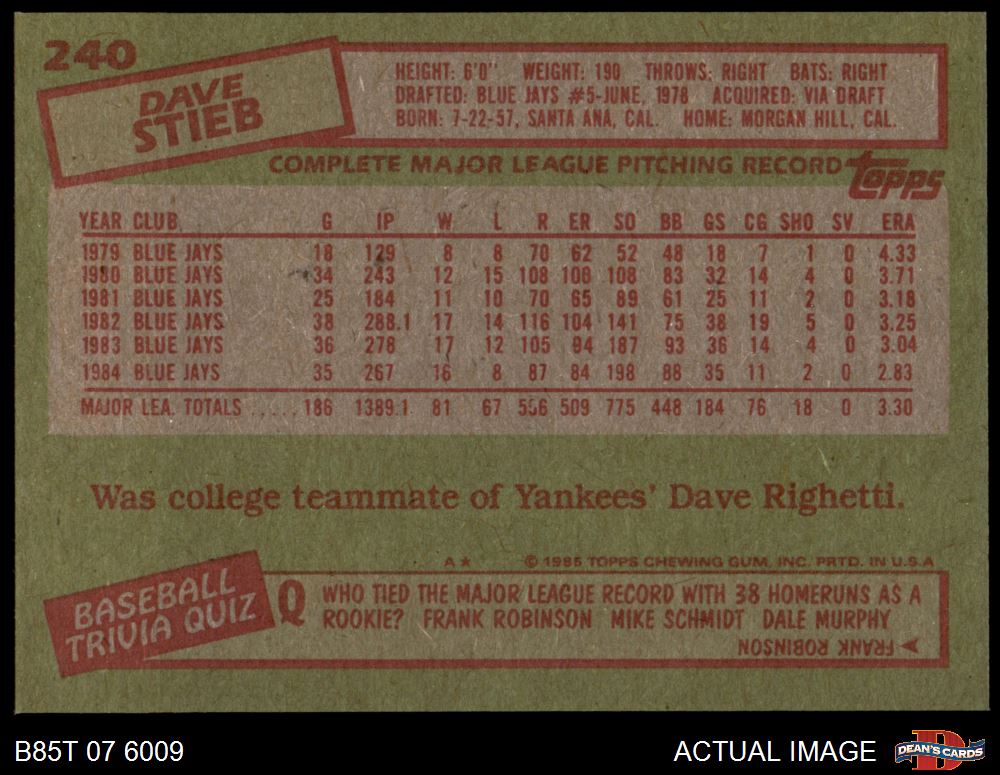 240
DAVE
STIEB
HEIGHT: 6'0" WEIGHT: 190 THROWS: RIGHT BATS: RIGHT
DRAFTED: BLUE JAYS #5-JUNE, 1978 ACQUIRED: VIA DRAFT
BORN: 7-22-57, SANTA ANA, CAL. HOME: MORGAN HILL, CAL.
COMPLETE MAJOR LEAGUE PITCHING RECORD topps
YEAR CLUB G IP W L R ER SO BB GS CG SHO SV ERA
1979 BLUE JAYS 18 129 8 8 70 62 52 48 18 7 1 0 4.33
1980 BLUE JAYS 34 243 12 15 108 100 108 83 32 14 4 0 3.71
1981 BLUE JAYS 25 184 11 10 70 65 89 61 25 11 2 0 3.18
1982 BLUE JAYS 38 288.1 17 14 116 104 141 75 38 19 5 0 3.25
1983 BLUE JAYS 36 278 17 12 105 94 187 93 36 14 4 0 3.04
1984 BLUE JAYS 35 267 16 8 87 84 198 88 35 11 2 0 2.83
MAJOR LEA. TOTALS ..... 186 1389.1 81 67 556 509 775 448 184 76 18 0 3.30
Was college teammate of Yankees' Dave Righetti.
A★ © 1985 TOPPS CHEWING GUM, INC. PRTD. IN U.S.A
BASEBALL
TRIVIA QUIZ
Q WHO TIED THE MAJOR LEAGUE RECORD WITH 38 HOMERUNS AS A
ROOKIE? FRANK ROBINSON MIKE SCHMIDT DALE MURPHY
FRANK ROBINSON
B85T 07 6009
ACTUAL IMAGE
DEAN'S CARDS